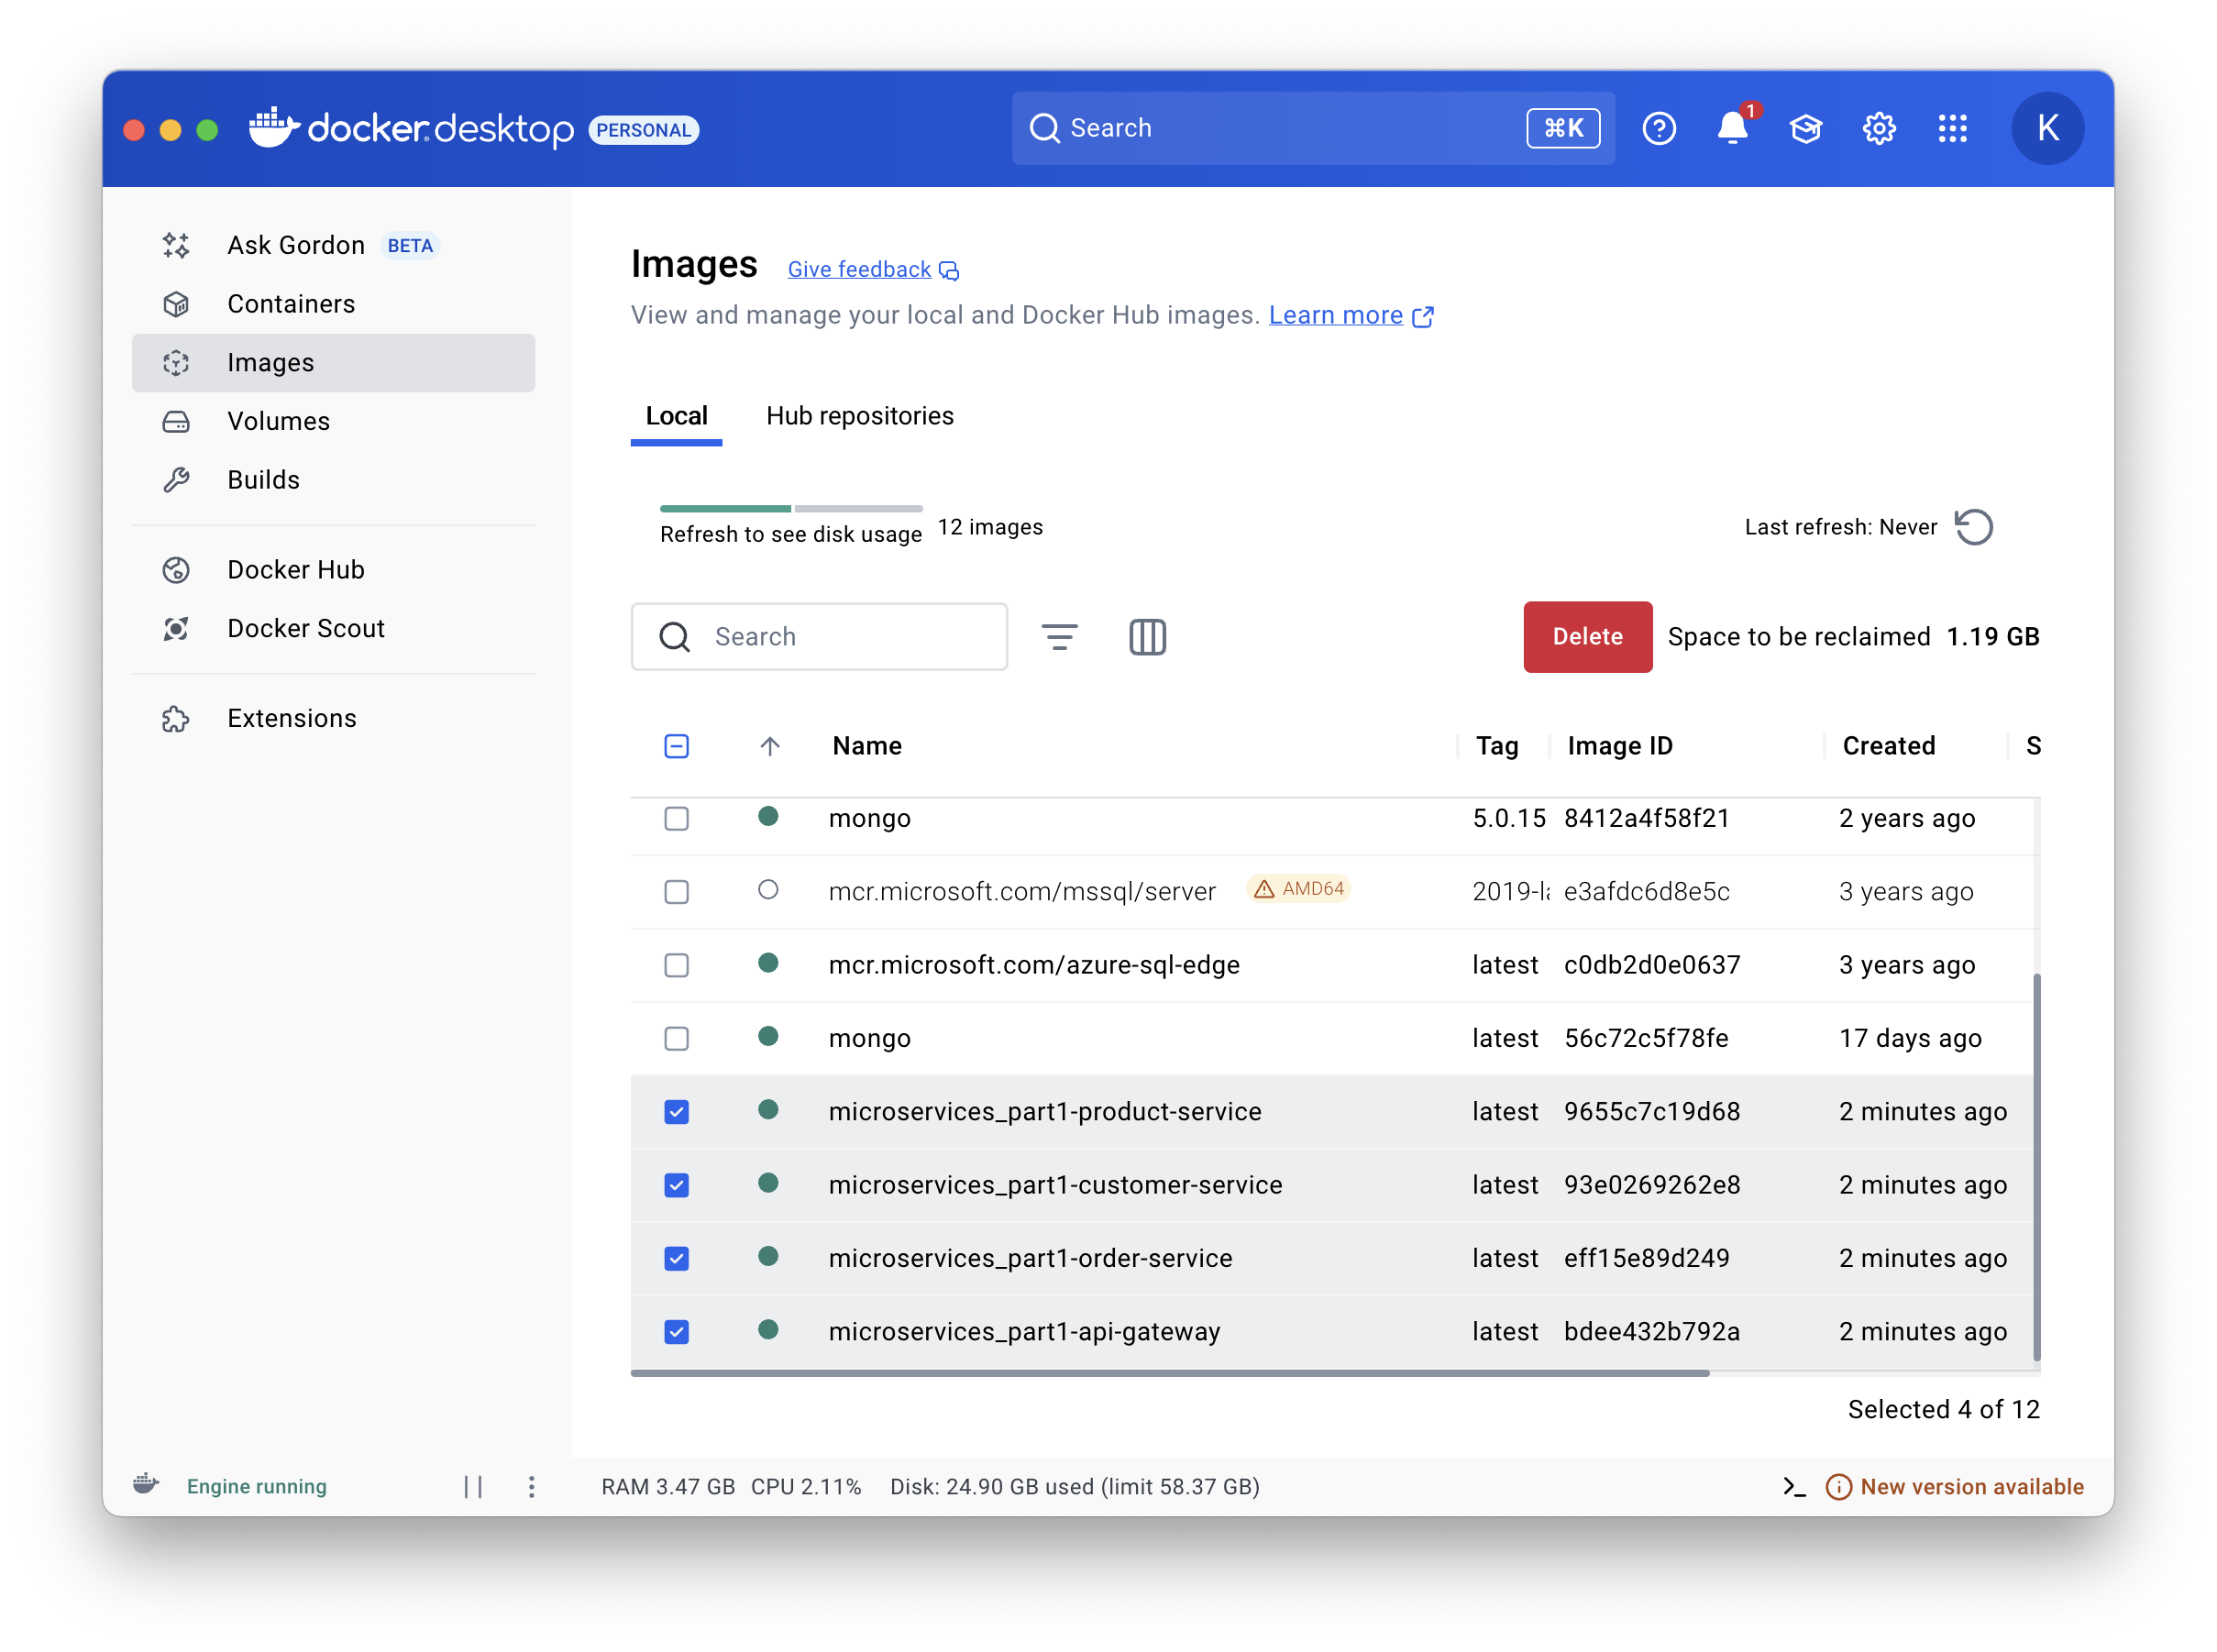 docker desktop PERSONAL
Search ⌘K
1
K
Ask Gordon BETA
Containers
Images
Volumes
Builds
Docker Hub
Docker Scout
Extensions
Images Give feedback
View and manage your local and Docker Hub images. Learn more
Local Hub repositories
Refresh to see disk usage 12 images
Last refresh: Never
Search
Delete Space to be reclaimed 1.19 GB
Name Tag Image ID Created S
mongo 5.0.15 8412a4f58f21 2 years ago
mcr.microsoft.com/mssql/server AMD64 2019-la e3afdc6d8e5c 3 years ago
mcr.microsoft.com/azure-sql-edge latest c0db2d0e0637 3 years ago
mongo latest 56c72c5f78fe 17 days ago
microservices_part1-product-service latest 9655c7c19d68 2 minutes ago
microservices_part1-customer-service latest 93e0269262e8 2 minutes ago
microservices_part1-order-service latest eff15e89d249 2 minutes ago
microservices_part1-api-gateway latest bdee432b792a 2 minutes ago
Selected 4 of 12
Engine running
RAM 3.47 GB CPU 2.11% Disk: 24.90 GB used (limit 58.37 GB)
New version available